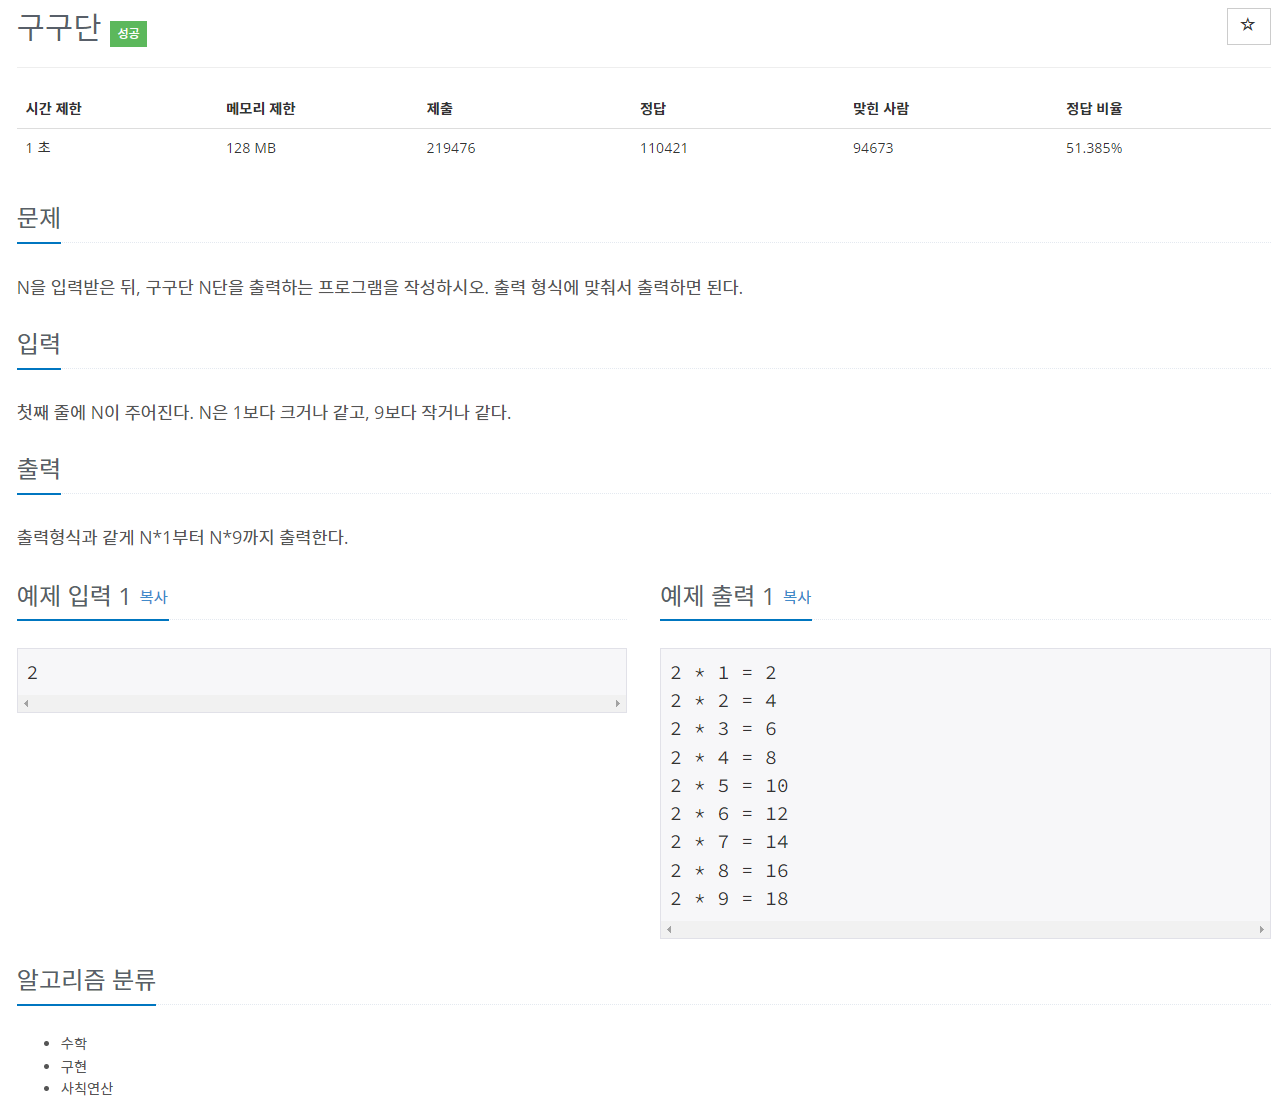 구구단 성공
☆
시간 제한 메모리 제한 제출 정답 맞힌 사람 정답 비율
1 초 128 MB 219476 110421 94673 51.385%
문제
N을 입력받은 뒤, 구구단 N단을 출력하는 프로그램을 작성하시오. 출력 형식에 맞춰서 출력하면 된다.
입력
첫째 줄에 N이 주어진다. N은 1보다 크거나 같고, 9보다 작거나 같다.
출력
출력형식과 같게 N*1부터 N*9까지 출력한다.
예제 입력 1 복사
2
예제 출력 1 복사
2 * 1 = 2
2 * 2 = 4
2 * 3 = 6
2 * 4 = 8
2 * 5 = 10
2 * 6 = 12
2 * 7 = 14
2 * 8 = 16
2 * 9 = 18
알고리즘 분류
• 수학
• 구현
• 사칙연산